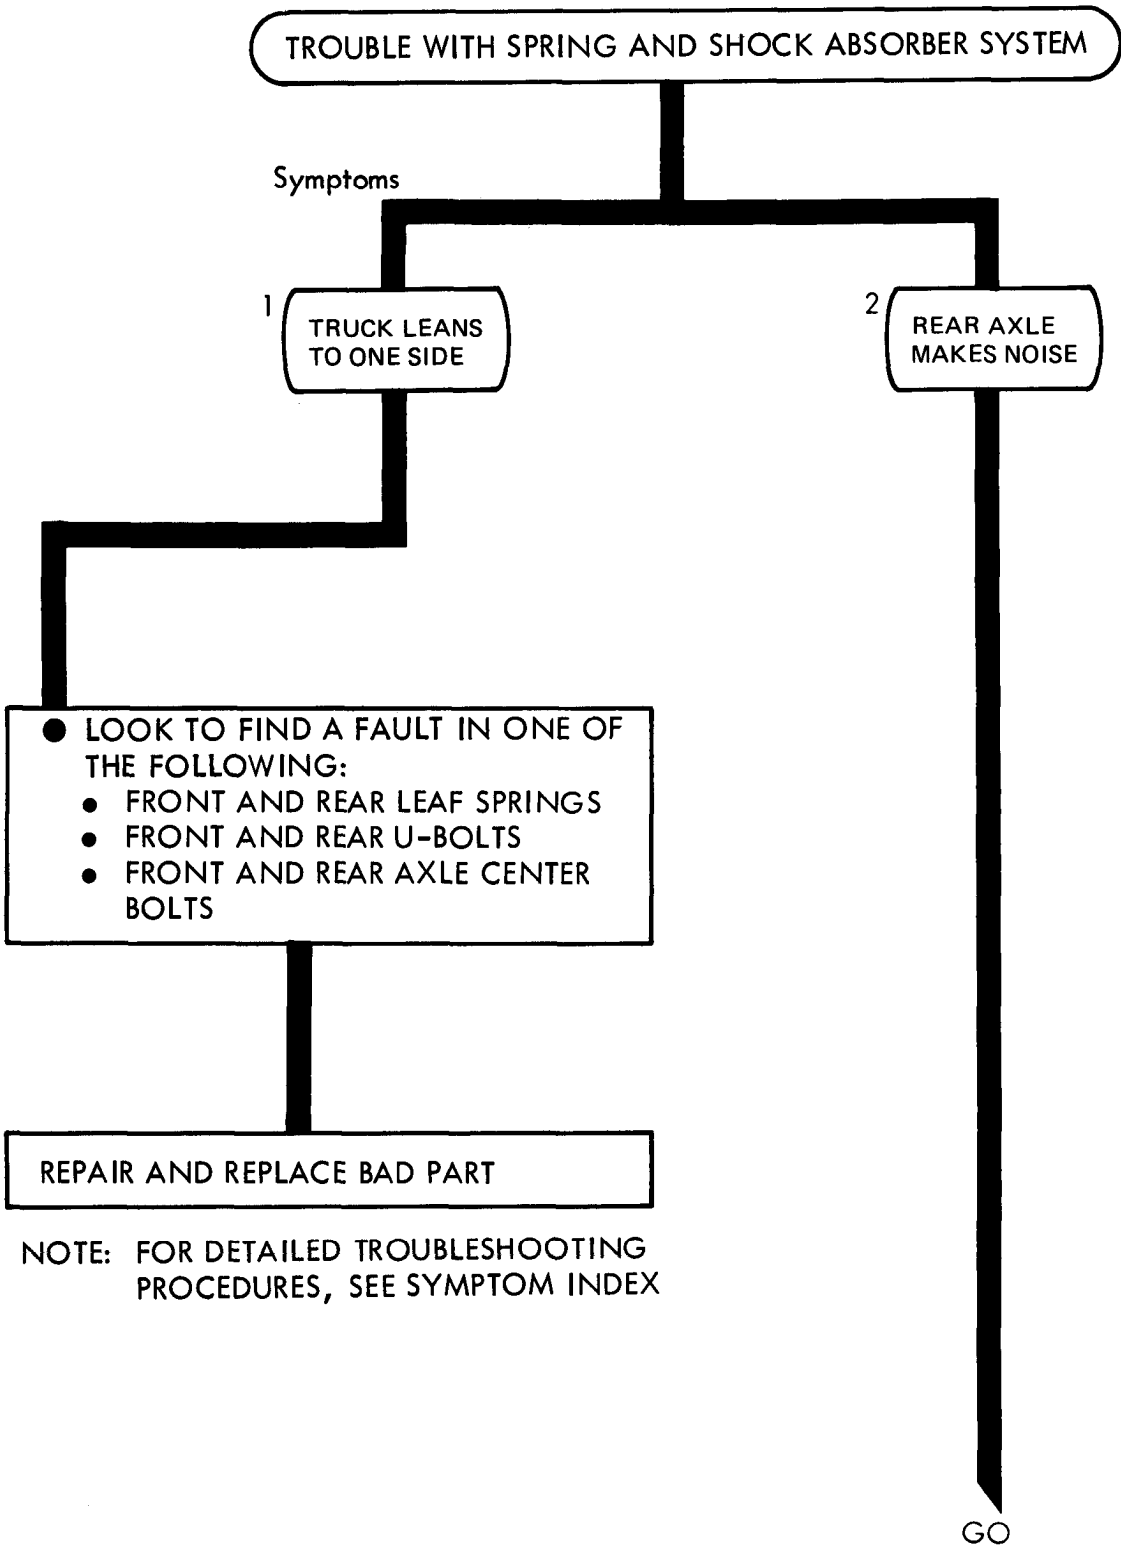 TROUBLE WITH SPRING AND SHOCK ABSORBER SYSTEM
Symptoms
1
TRUCK LEANS
TO ONE SIDE
2
REAR AXLE
MAKES NOISE
● LOOK TO FIND A FAULT IN ONE OF
THE FOLLOWING:
● FRONT AND REAR LEAF SPRINGS
● FRONT AND REAR U-BOLTS
● FRONT AND REAR AXLE CENTER
BOLTS
REPAIR AND REPLACE BAD PART
NOTE: FOR DETAILED TROUBLESHOOTING
PROCEDURES, SEE SYMPTOM INDEX
GO